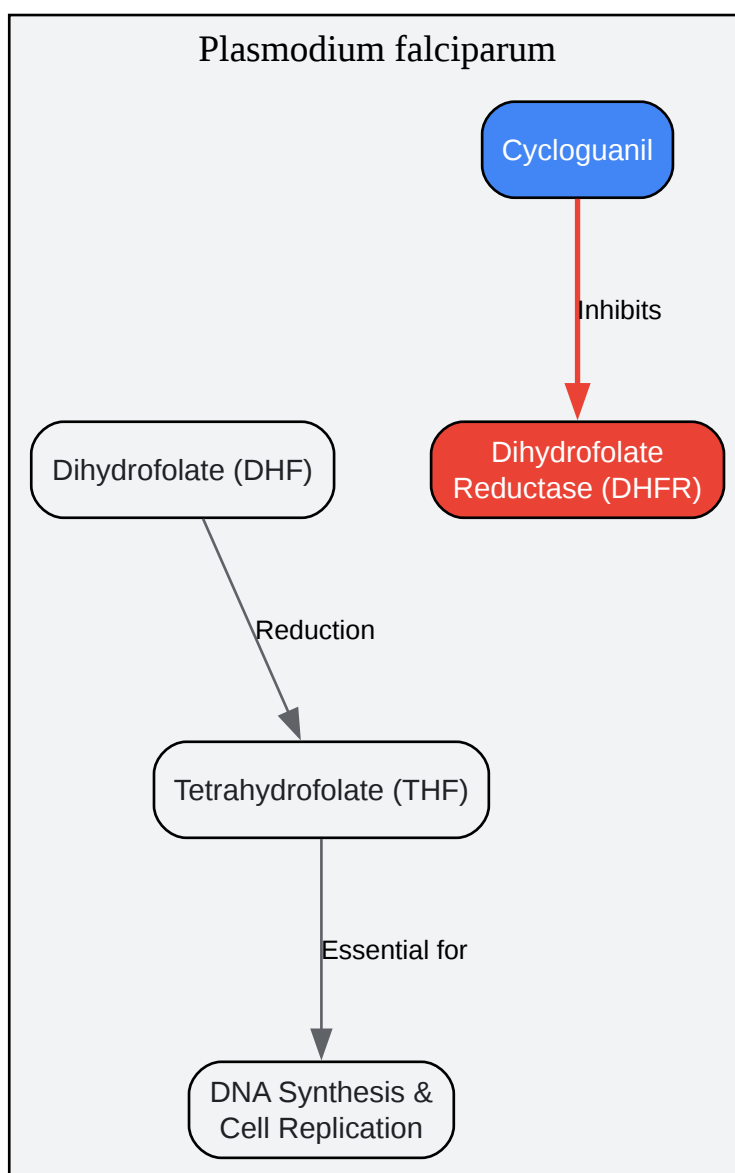 Plasmodium falciparum
Cycloguanil
Inhibits
Dihydrofolate (DHF)
Dihydrofolate
Reductase (DHFR)
Reduction
Tetrahydrofolate (THF)
Essential for
DNA Synthesis &
Cell Replication